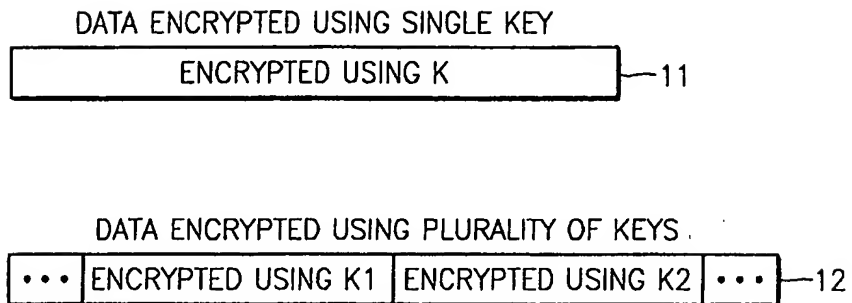 DATA ENCRYPTED USING SINGLE KEY
ENCRYPTED USING K 11
DATA ENCRYPTED USING PLURALITY OF KEYS
••• ENCRYPTED USING K1 ENCRYPTED USING K2 ••• 12